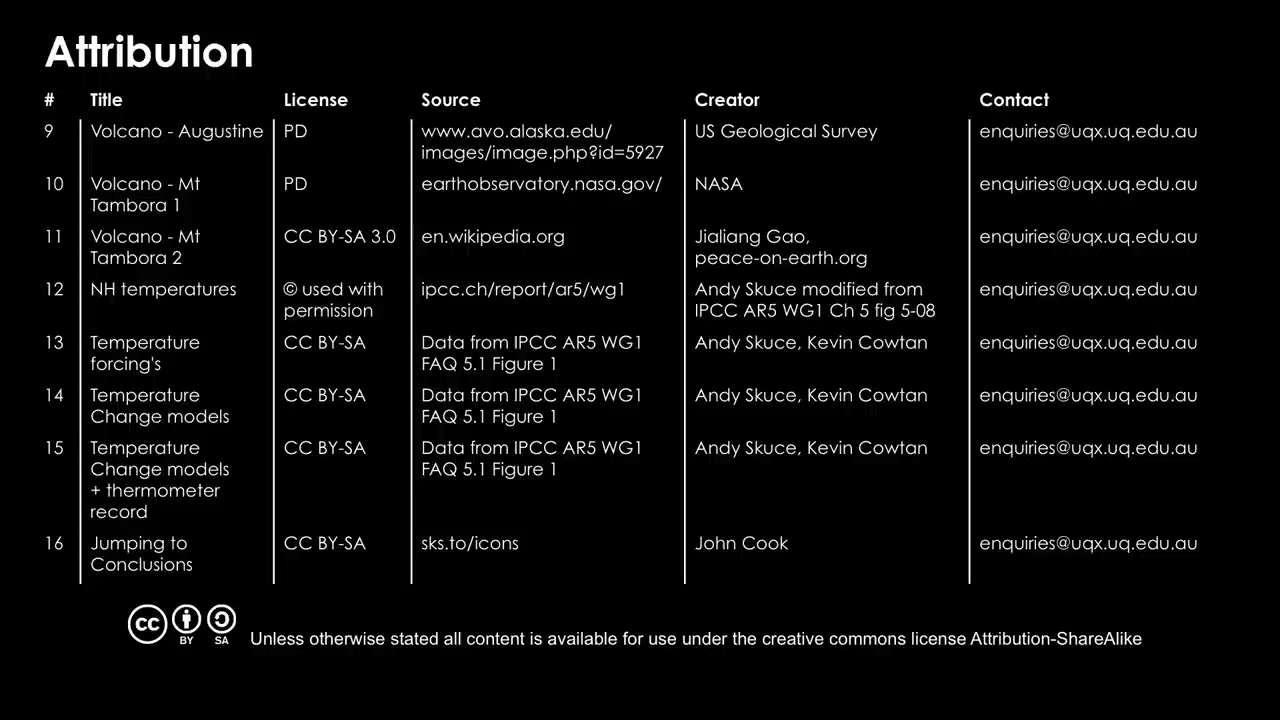 Attribution
# Title License Source Creator Contact
9 Volcano - Augustine PD www.avo.alaska.edu/ US Geological Survey enquiries@uqx.uq.edu.au
images/image.php?id=5927
10 Volcano - Mt PD earthobservatory.nasa.gov/ NASA enquiries@uqx.uq.edu.au
Tambora 1
11 Volcano - Mt CC BY-SA 3.0 en.wikipedia.org Jialiang Gao, enquiries@uqx.uq.edu.au
Tambora 2 peace-on-earth.org
12 NH temperatures © used with ipcc.ch/report/ar5/wg1 Andy Skuce modified from enquiries@uqx.uq.edu.au
permission IPCC AR5 WG1 Ch 5 fig 5-08
13 Temperature CC BY-SA Data from IPCC AR5 WG1 Andy Skuce, Kevin Cowtan enquiries@uqx.uq.edu.au
forcing's FAQ 5.1 Figure 1
14 Temperature CC BY-SA Data from IPCC AR5 WG1 Andy Skuce, Kevin Cowtan enquiries@uqx.uq.edu.au
Change models FAQ 5.1 Figure 1
15 Temperature CC BY-SA Data from IPCC AR5 WG1 Andy Skuce, Kevin Cowtan enquiries@uqx.uq.edu.au
Change models FAQ 5.1 Figure 1
+ thermometer
record
16 Jumping to CC BY-SA sks.to/icons John Cook enquiries@uqx.uq.edu.au
Conclusions
cc
BY SA Unless otherwise stated all content is available for use under the creative commons license Attribution-ShareAlike